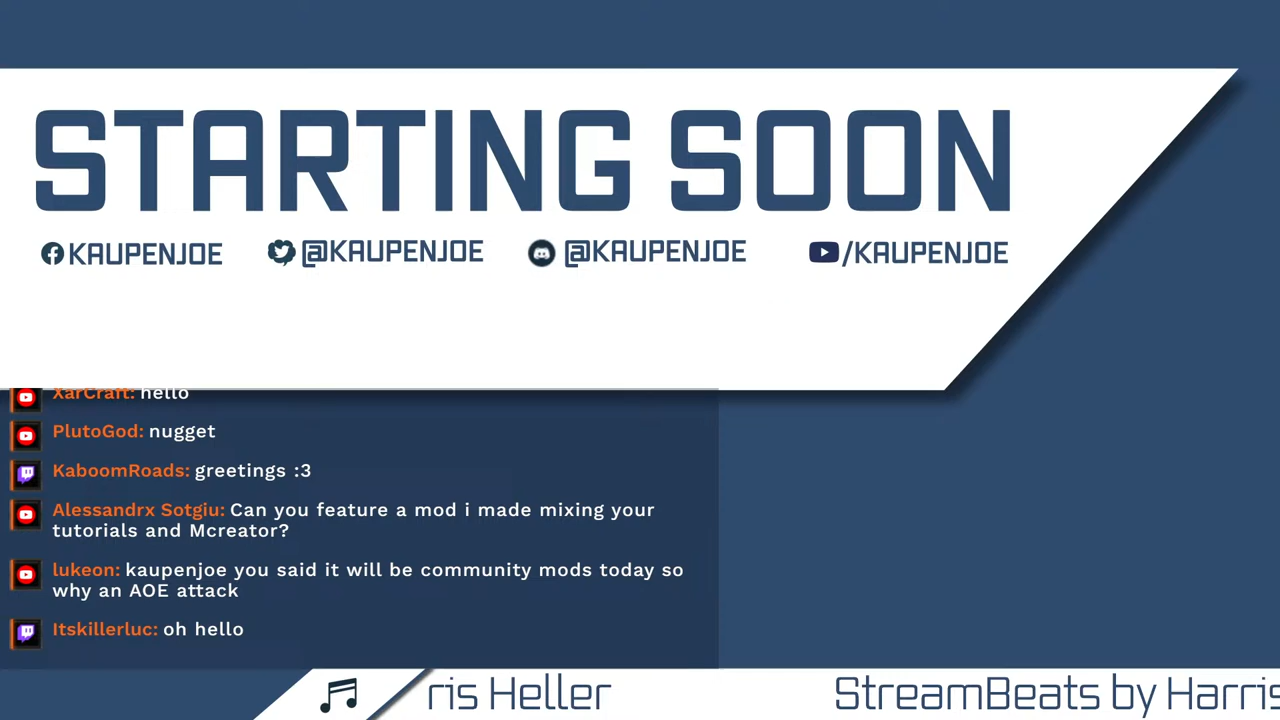 STARTING SOON
KAUPENJOE @KAUPENJOE @KAUPENJOE /KAUPENJOE
XarCraft: hello
PlutoGod: nugget
KaboomRoads: greetings :3
Alessandrx Sotgiu: Can you feature a mod i made mixing your
tutorials and Mcreator?
lukeon: kaupenjoe you said it will be community mods today so
why an AOE attack
Itskillerluc: oh hello
ris Heller StreamBeats by Harris